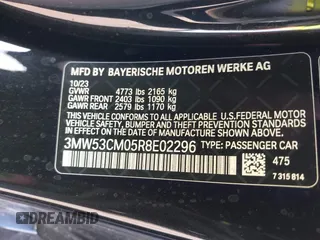 MFD BY BAYERISCHE MOTOREN WERKE AG
10/23
GVWR 4773 lbs 2165 kg
GAWR FRONT 2403 lbs 1090 kg
GAWR REAR 2579 lbs 1170 kg
THIS VEHICLE CONFORMS TO ALL APPLICABLE U.S. FEDERAL MOTOR
VEHICLE SAFETY, BUMPER, AND THEFT PREVENTION STANDARDS IN
EFFECT ON THE DATE OF MANUFACTURE SHOWN ABOVE.
3MW53CM05R8E02296 TYPE: PASSENGER CAR
475
7 315 614
DREAMBID